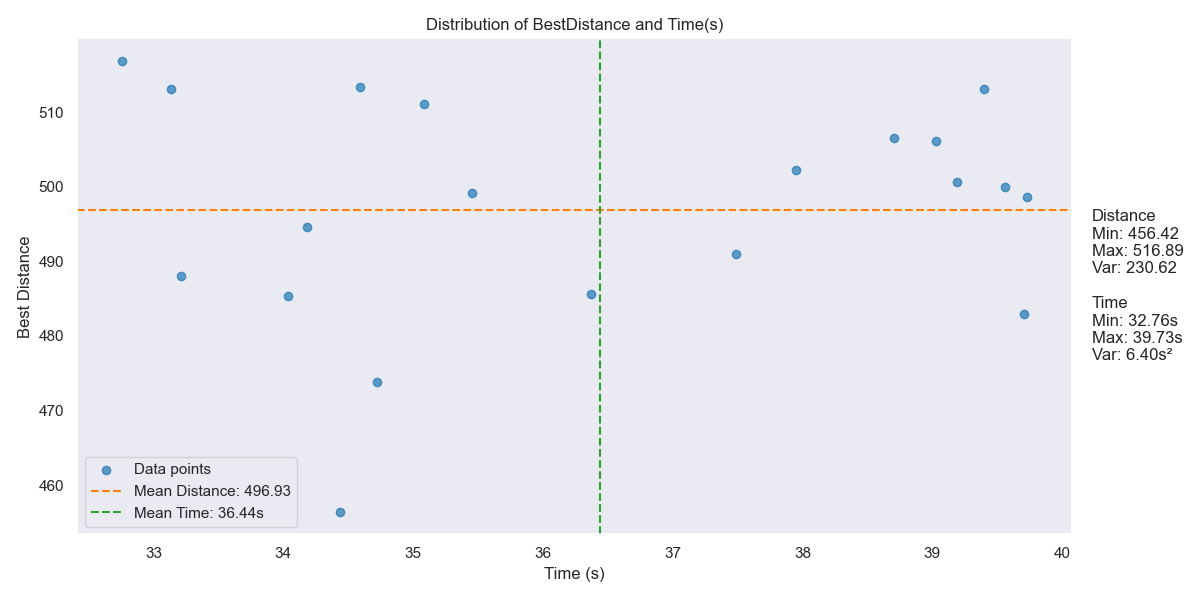 Distribution of BestDistance and Time(s)
Best Distance
510
500
490
480
470
460
Data points
Mean Distance: 496.93
Mean Time: 36.44s
33
34
35
36
37
38
39
40
Time (s)
Distance
Min: 456.42
Max: 516.89
Var: 230.62
Time
Min: 32.76s
Max: 39.73s
Var: 6.40s²